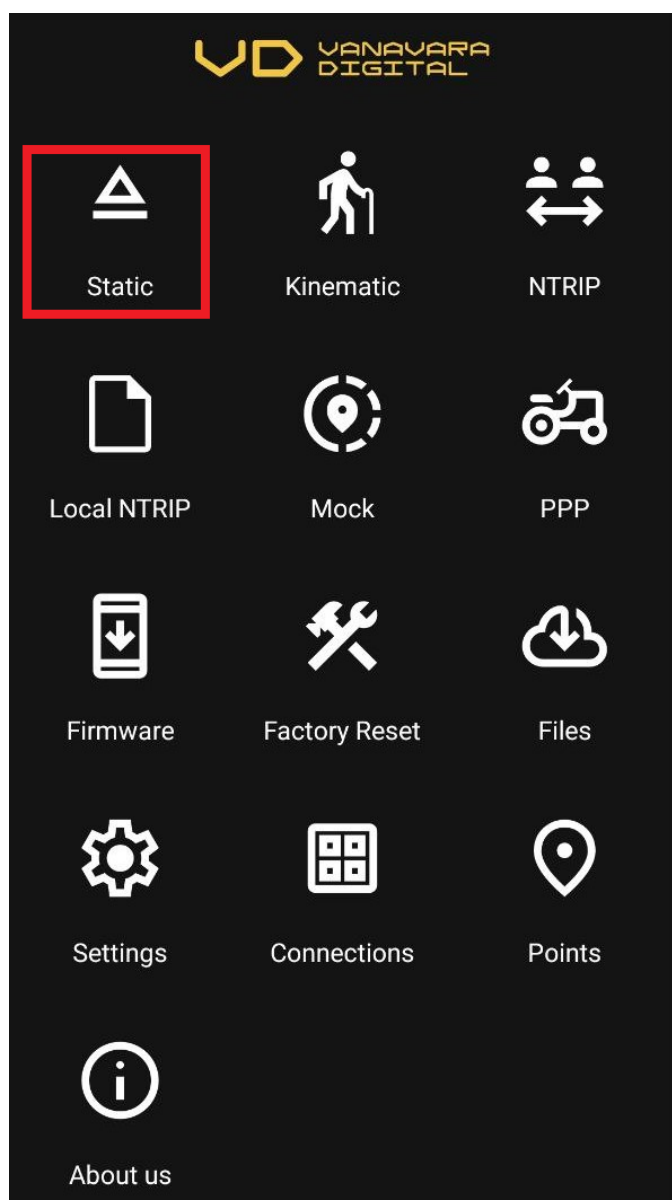 VD VANAVARA
DIGITAL
Static Kinematic NTRIP
Local NTRIP Mock PPP
Firmware Factory Reset Files
Settings Connections Points
About us